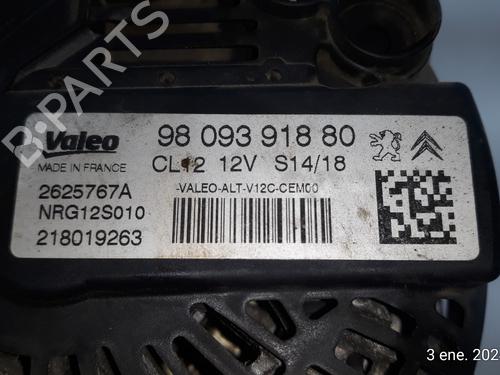 B-PARTS
Valeo
MADE IN FRANCE
98 093 918 80
CL12 12V S14/18
2625767A
NRG12S010
218019263
-VALEO-ALT-V12C-CEM00
3 ene. 202